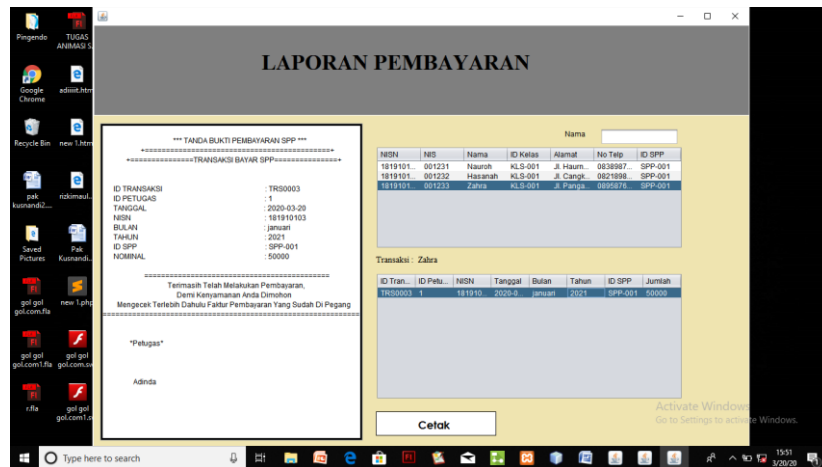 Pingendo
TUGAS
ANIMASI S.
Google
Chrome
adiiiit.htm
Recycle Bin
new 1.htm
pak
kusnandi2....
rizkimaul..
Saved
Pictures
Pak
Kusnandi..
gol gol
gol.com.fla
new 1.php
gol gol
gol.com1.fla
gol gol
gol.com.sw
r.fla
gol gol
gol.com1.s
LAPORAN PEMBAYARAN
*** TANDA BUKTI PEMBAYARAN SPP ***
+==========================================+
+===============TRANSAKSI BAYAR SPP===============+
ID TRANSAKSI : TRS0003
ID PETUGAS : 1
TANGGAL : 2020-03-20
NISN : 181910103
BULAN : januari
TAHUN : 2021
ID SPP : SPP-001
NOMINAL : 50000
==========================================
Terimasih Telah Melakukan Pembayaran,
Demi Kenyamanan Anda Dimohon
Mengecek Terlebih Dahulu Faktur Pembayaran Yang Sudah Di Pegang
==========================================================
*Petugas*
Adinda
Nama
NISN NIS Nama ID Kelas Alamat No Telp ID SPP
1819101... 001231 Nauroh KLS-001 Jl. Haurn... 0838987... SPP-001
1819101... 001232 Hasanah KLS-001 Jl. Cangk... 0821898... SPP-001
1819101... 001233 Zahra KLS-001 Jl. Panga... 0895876... SPP-001
Transaksi : Zahra
ID Tran... ID Petu... NISN Tanggal Bulan Tahun ID SPP Jumlah
TRS0003 1 181910... 2020-0... januari 2021 SPP-001 50000
Cetak
Activate Windows
Go to Settings to activate Windows.
Type here to search
15:51
3/20/20